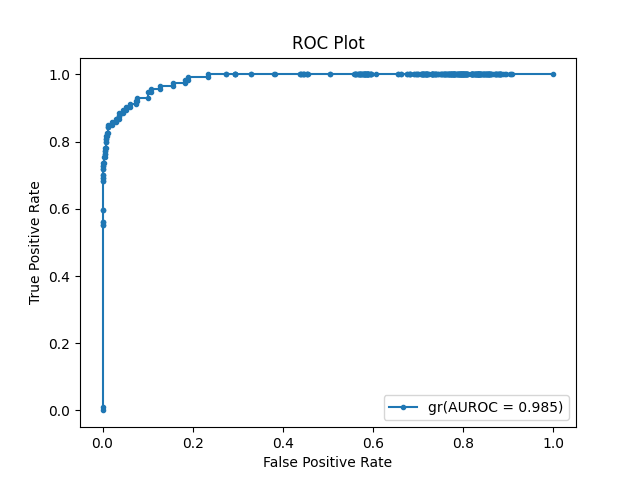 ROC Plot
1.0
0.8
0.6
0.4
0.2
0.0
True Positive Rate
gr(AUROC = 0.985)
0.0 0.2 0.4 0.6 0.8 1.0
False Positive Rate